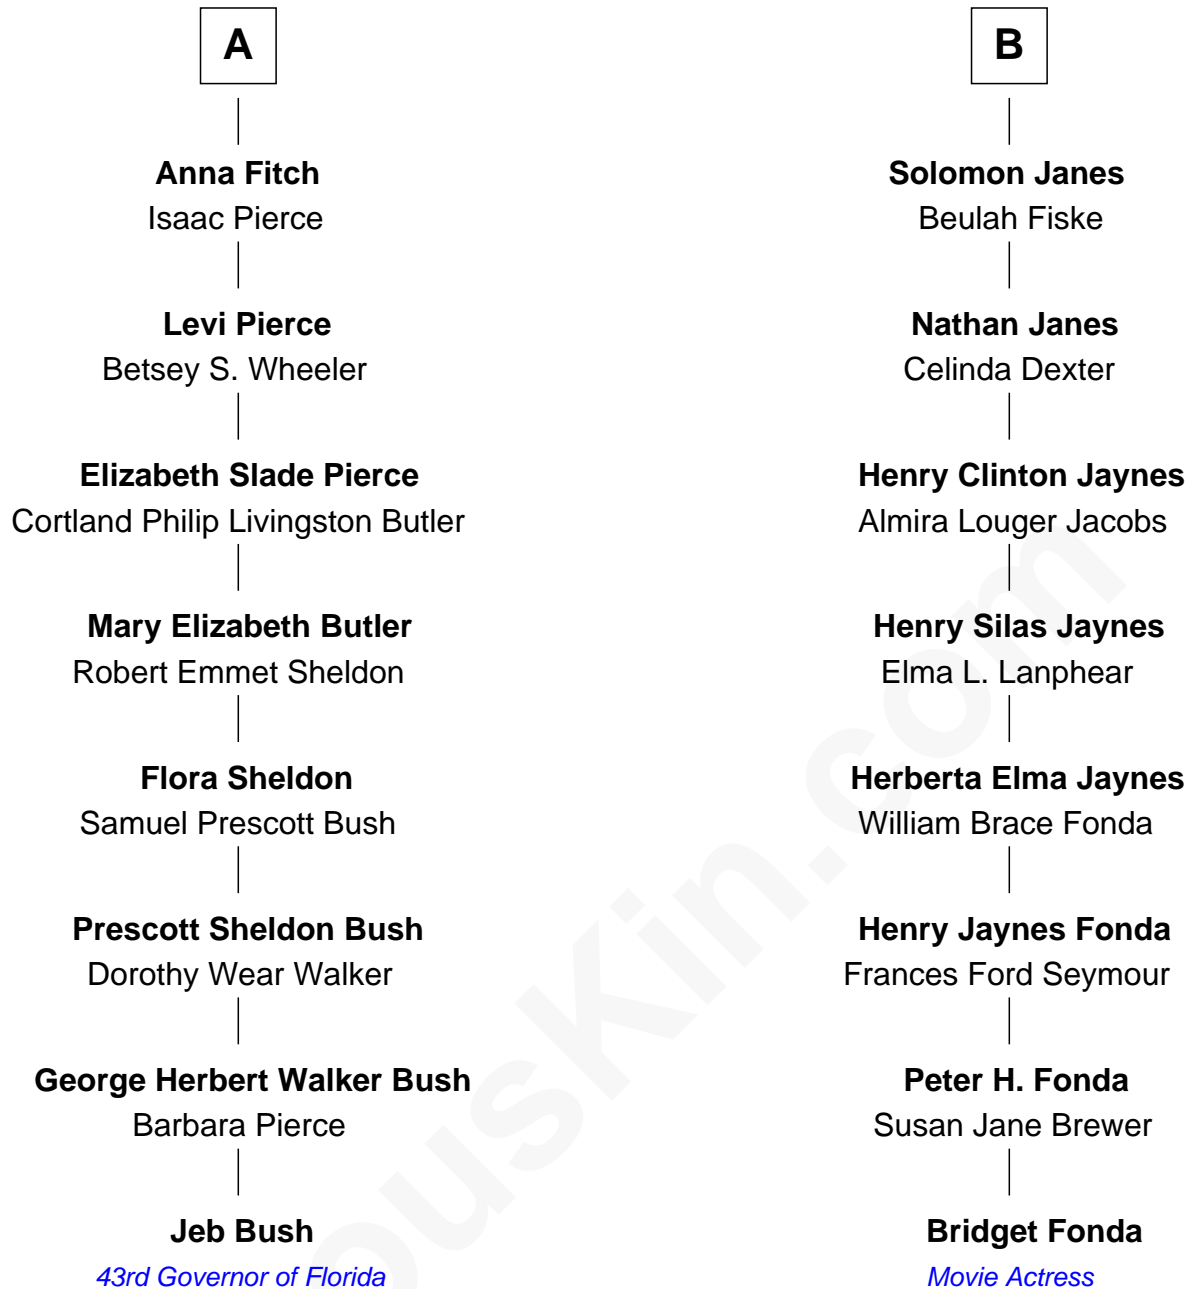 A
Anna Fitch
Isaac Pierce
Levi Pierce
Betsey S. Wheeler
Elizabeth Slade Pierce
Cortland Philip Livingston Butler
Mary Elizabeth Butler
Robert Emmet Sheldon
Flora Sheldon
Samuel Prescott Bush
Prescott Sheldon Bush
Dorothy Wear Walker
George Herbert Walker Bush
Barbara Pierce
Jeb Bush
43rd Governor of Florida
B
Solomon Janes
Beulah Fiske
Nathan Janes
Celinda Dexter
Henry Clinton Jaynes
Almira Louger Jacobs
Henry Silas Jaynes
Elma L. Lanphear
Herberta Elma Jaynes
William Brace Fonda
Henry Jaynes Fonda
Frances Ford Seymour
Peter H. Fonda
Susan Jane Brewer
Bridget Fonda
Movie Actress
ousKin.com